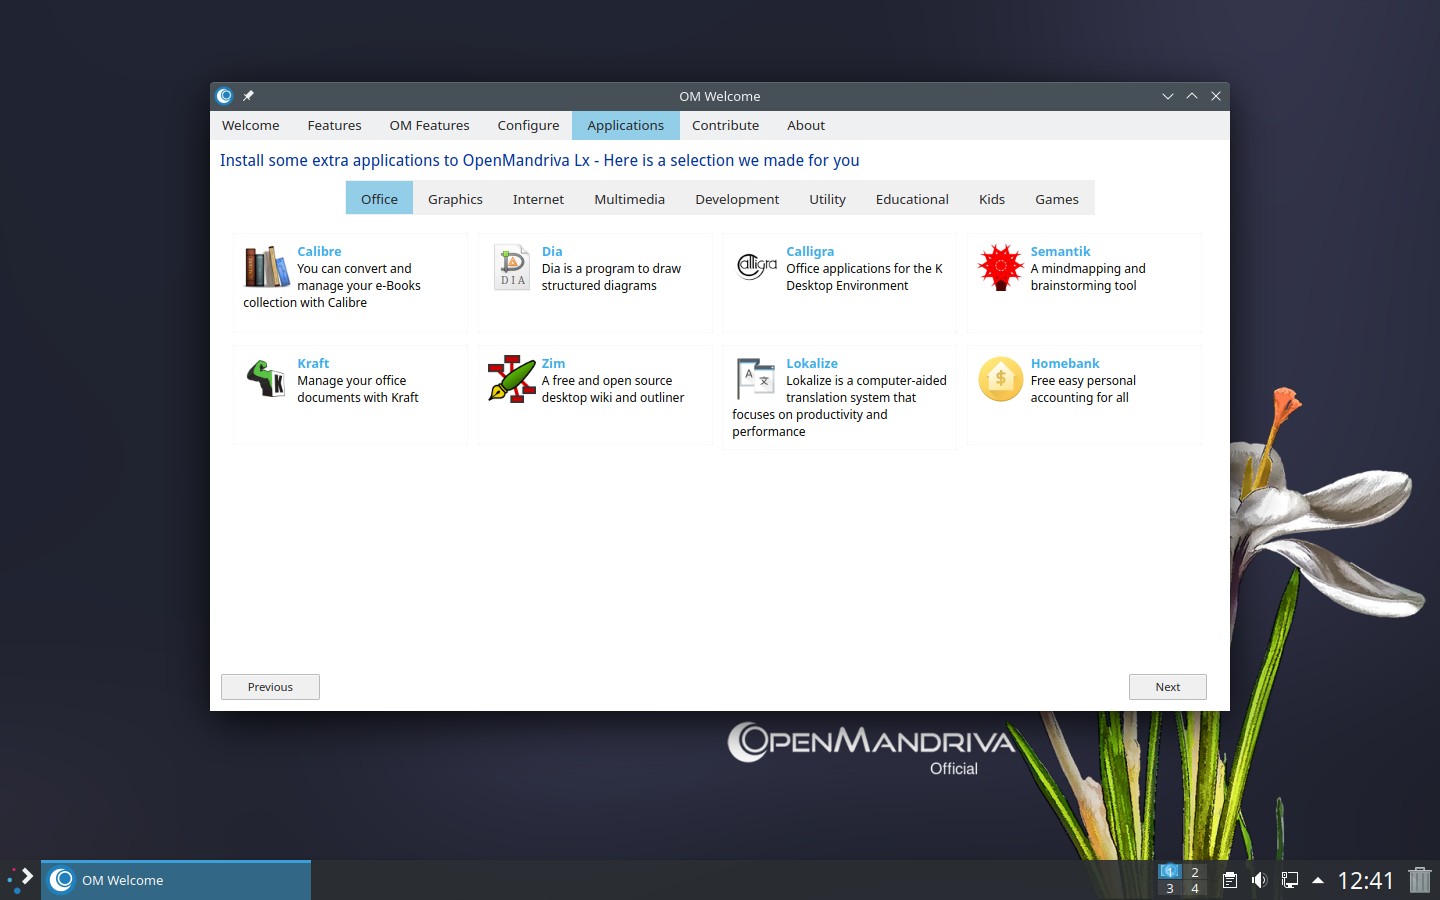 OM Welcome
Welcome Features OM Features Configure Applications Contribute About
Install some extra applications to OpenMandriva Lx - Here is a selection we made for you
Office Graphics Internet Multimedia Development Utility Educational Kids Games
Calibre
You can convert and
manage your e-Books
collection with Calibre
DIA
Dia
Dia is a program to draw
structured diagrams
Calligra
Calligra
Office applications for the K
Desktop Environment
Semantik
A mindmapping and
brainstorming tool
K
Kraft
Manage your office
documents with Kraft
Zim
A free and open source
desktop wiki and outliner
A 文
Lokalize
Lokalize is a computer-aided
translation system that
focuses on productivity and
performance
$
Homebank
Free easy personal
accounting for all
Previous
Next
OpenMandriva
Official
OM Welcome
1 2
3 4
12:41